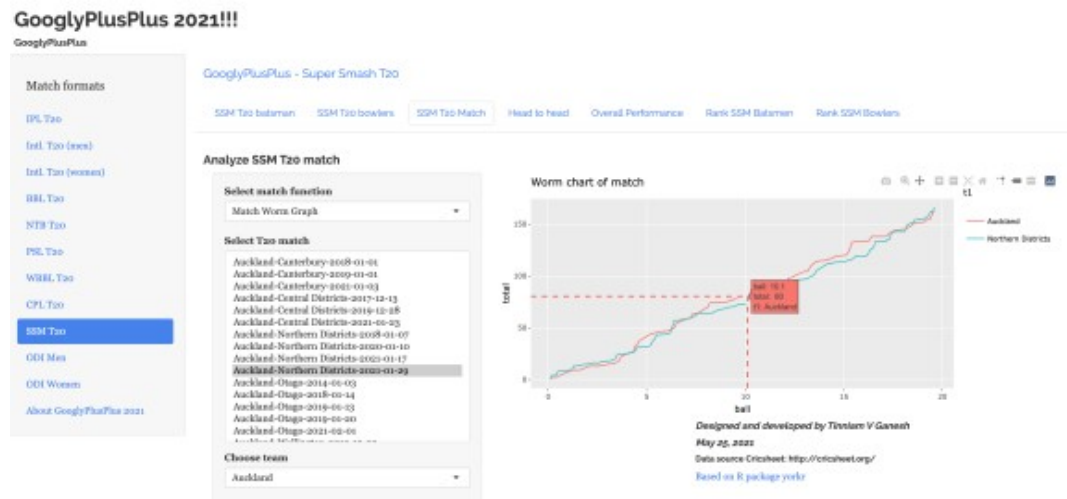 GooglyPlusPlus 2021!!!
GooglyPlusPlus
Match formats
IPL T20
Intl. T20 (men)
Intl. T20 (women)
BBL T20
NTB T20
PSL T20
WBBL T20
CPL T20
SSM T20
ODI Men
ODI Women
About GooglyPlusPlus 2021
GooglyPlusPlus - Super Smash T20
SSM T20 batsmen SSM T20 bowlers SSM T20 Match Head to head Overall Performance Rank SSM Batsmen Rank SSM Bowlers
Analyze SSM T20 match
Select match function
Match Worm Graph
Select T20 match
Auckland-Canterbury-2018-01-01
Auckland-Canterbury-2019-01-01
Auckland-Canterbury-2021-01-03
Auckland-Central Districts-2017-12-13
Auckland-Central Districts-2019-12-28
Auckland-Central Districts-2021-01-23
Auckland-Northern Districts-2018-01-07
Auckland-Northern Districts-2020-01-10
Auckland-Northern Districts-2021-01-17
Auckland-Northern Districts-2021-01-29
Auckland-Otago-2014-01-03
Auckland-Otago-2018-01-14
Auckland-Otago-2019-01-13
Auckland-Otago-2019-01-20
Auckland-Otago-2021-02-01
Choose team
Auckland
Worm chart of match
t1
Auckland
Northern Districts
total
150
100
50
0
ball: 10.1
total: 80
t1: Auckland
0 5 10 15 20
ball
Designed and developed by Tinniam V Ganesh
May 25, 2021
Data source Cricsheet: http://cricsheet.org/
Based on R package yorkr